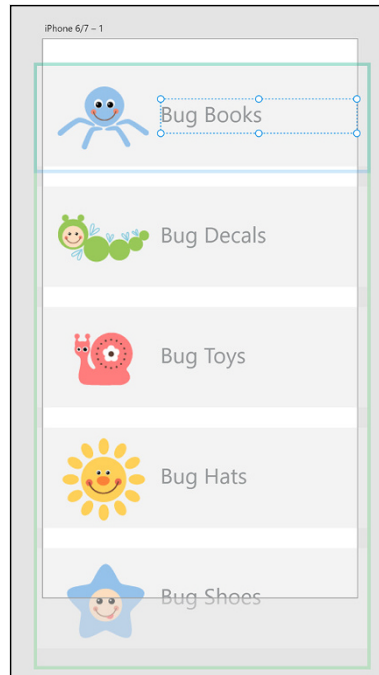 iPhone 6/7 – 1
Bug Books
Bug Decals
Bug Toys
Bug Hats
Bug Shoes